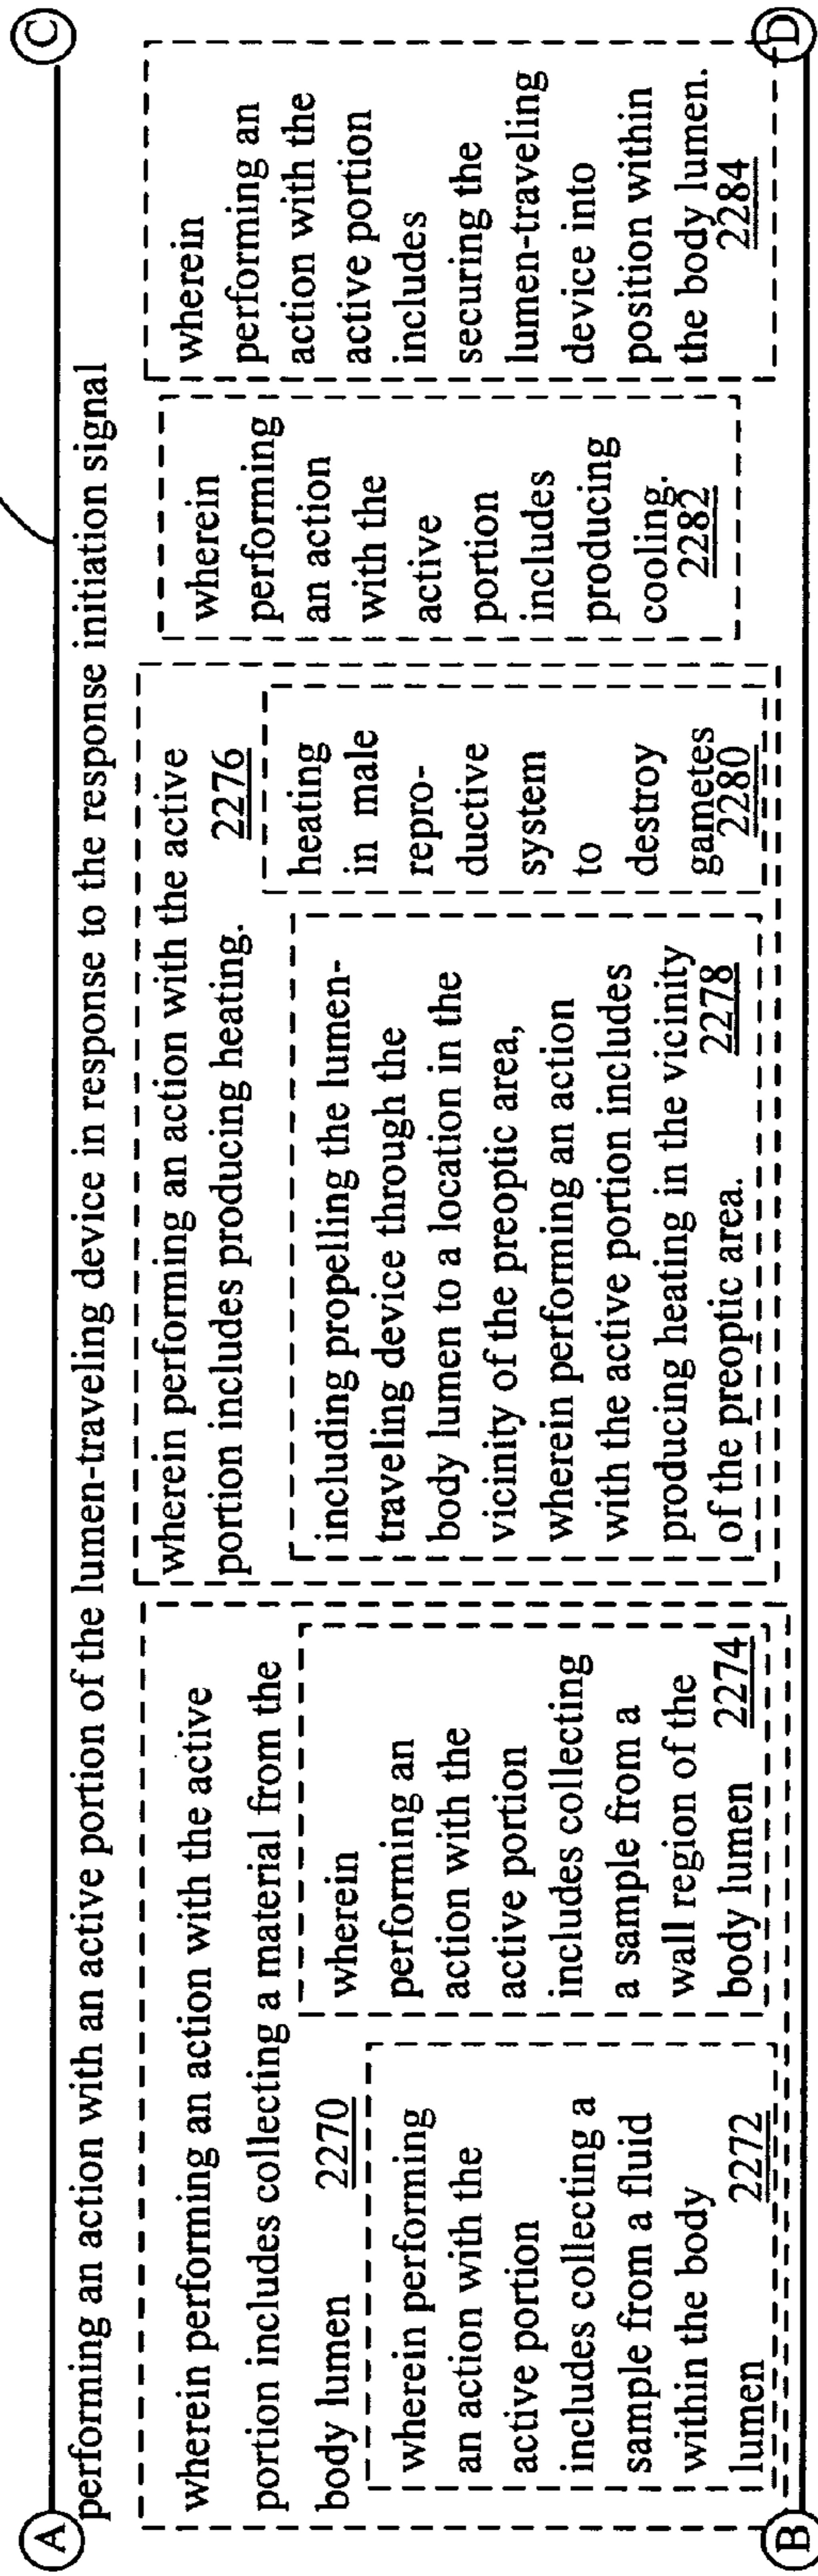 A
C
performing an action with an active portion of the lumen-traveling device in response to the response initiation signal
wherein performing an action with the active
portion includes collecting a material from the
body lumen 2270
wherein performing
an action with the
active portion
includes collecting a
sample from a fluid
within the body
lumen 2272
wherein
performing an
action with the
active portion
includes collecting
a sample from a
wall region of the
body lumen 2274
wherein performing an action with the active
portion includes producing heating. 2276
including propelling the lumen-
traveling device through the
body lumen to a location in the
vicinity of the preoptic area,
wherein performing an action
with the active portion includes
producing heating in the vicinity
of the preoptic area. 2278
heating
in male
repro-
ductive
system
to
destroy
gametes
2280
wherein
performing
an action
with the
active
portion
includes
producing
cooling.
2282
wherein
performing an
action with the
active portion
includes
securing the
lumen-traveling
device into
position within
the body lumen.
2284
B
D